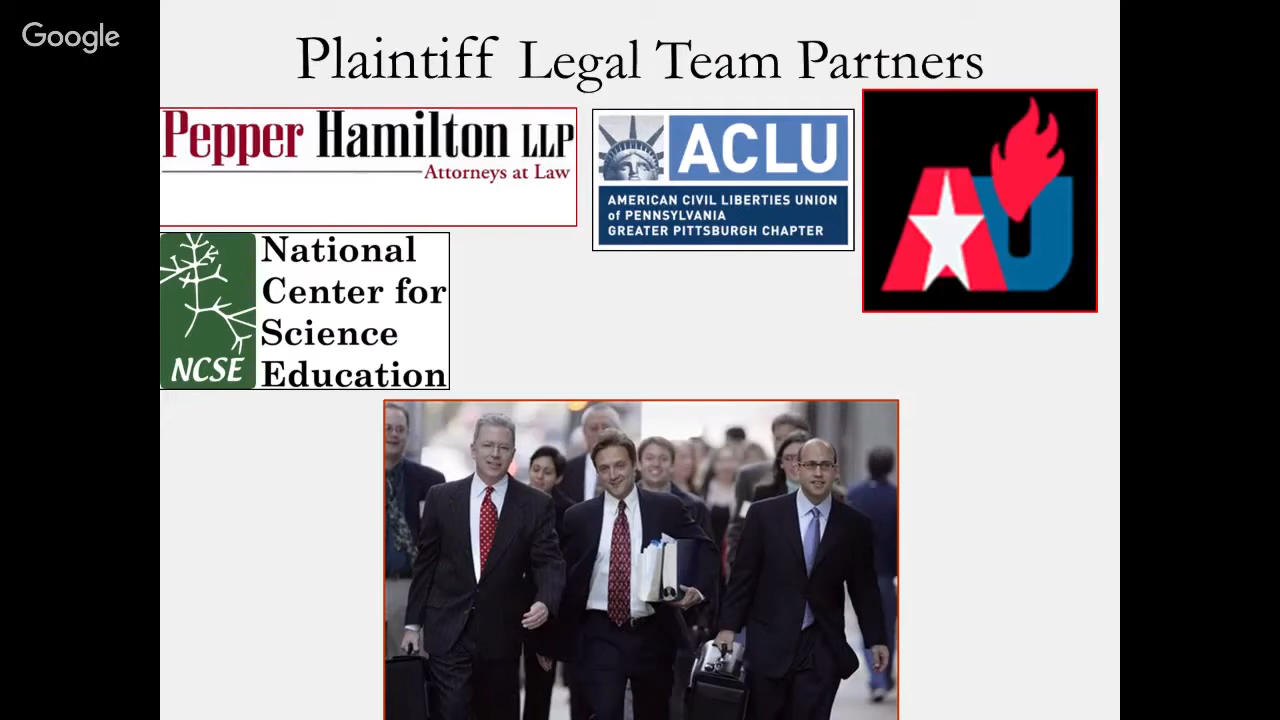 Google
Plaintiff Legal Team Partners
Pepper Hamilton LLP
Attorneys at Law
ACLU
AMERICAN CIVIL LIBERTIES UNION
of PENNSYLVANIA
GREATER PITTSBURGH CHAPTER
AU
National
Center for
Science
Education
NCSE